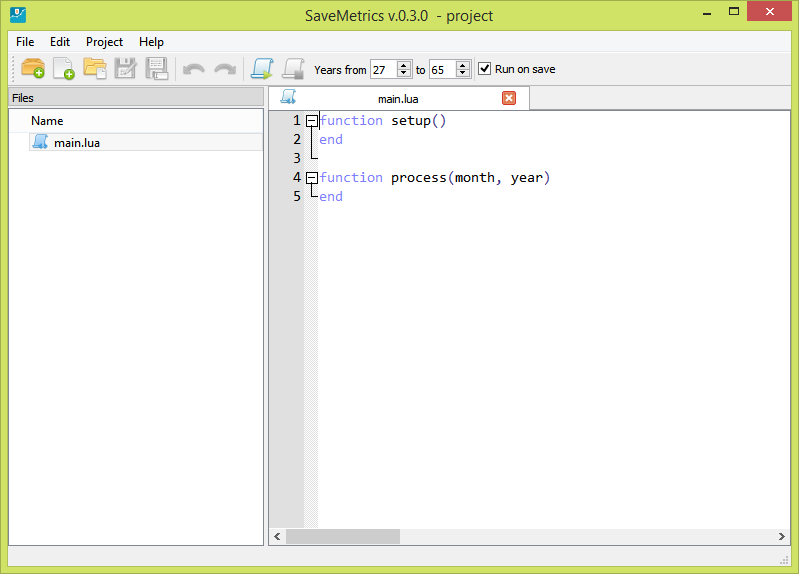 SaveMetrics v.0.3.0 - project
File Edit Project Help
Years from 27 to 65 Run on save
Files
main.lua
Name
main.lua
1 function setup()
2 end
3
4 function process(month, year)
5 end